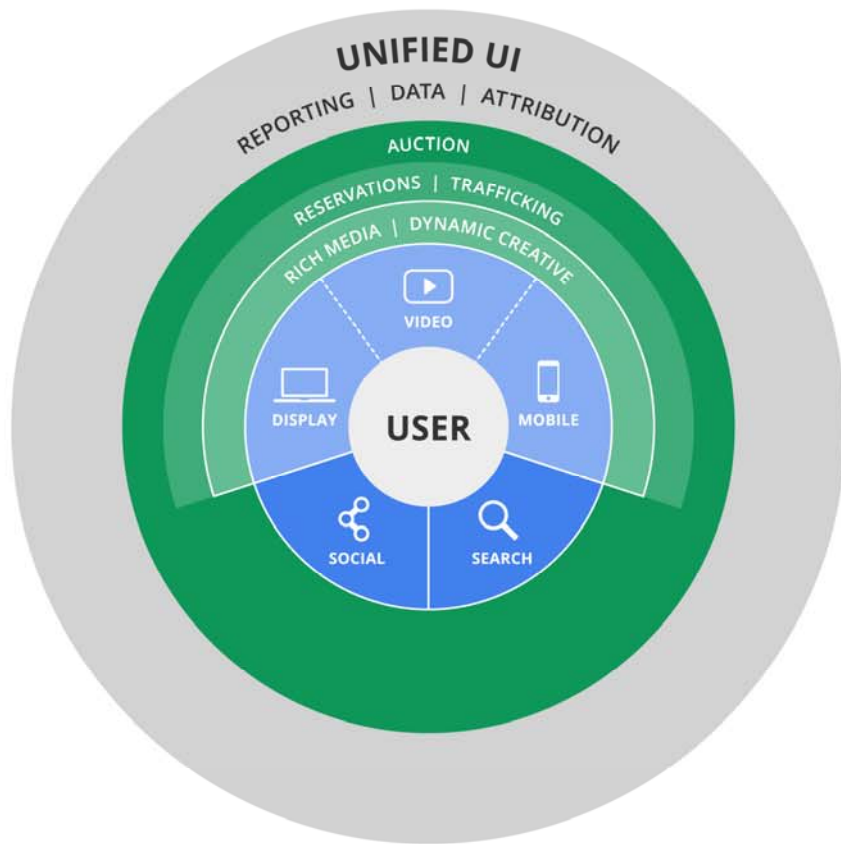 UNIFIED UI
REPORTING | DATA | ATTRIBUTION
AUCTION
RESERVATIONS | TRAFFICKING
RICH MEDIA | DYNAMIC CREATIVE
VIDEO
DISPLAY
USER
MOBILE
SOCIAL
SEARCH